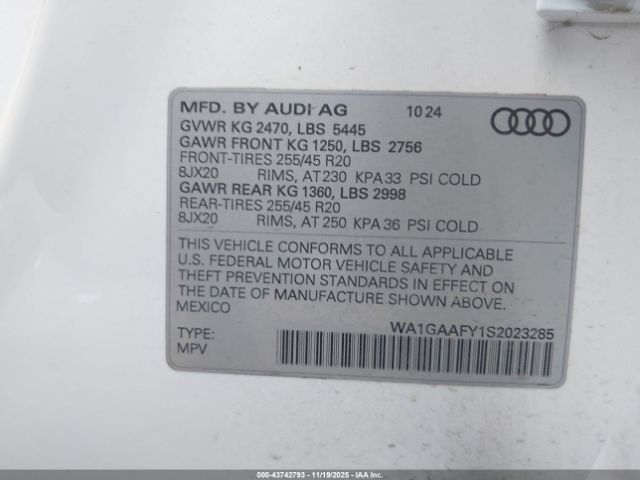 MFD. BY AUDI AG 10 24
GVWR KG 2470, LBS 5445
GAWR FRONT KG 1250, LBS 2756
FRONT-TIRES 255/45 R20
8JX20 RIMS, AT 230 KPA 33 PSI COLD
GAWR REAR KG 1360, LBS 2998
REAR-TIRES 255/45 R20
8JX20 RIMS, AT 250 KPA 36 PSI COLD
THIS VEHICLE CONFORMS TO ALL APPLICABLE
U.S. FEDERAL MOTOR VEHICLE SAFETY AND
THEFT PREVENTION STANDARDS IN EFFECT ON
THE DATE OF MANUFACTURE SHOWN ABOVE.
MEXICO
WA1GAAFY1S2023285
TYPE:
MPV
000-43742793 - 11/19/2025 - IAA Inc.